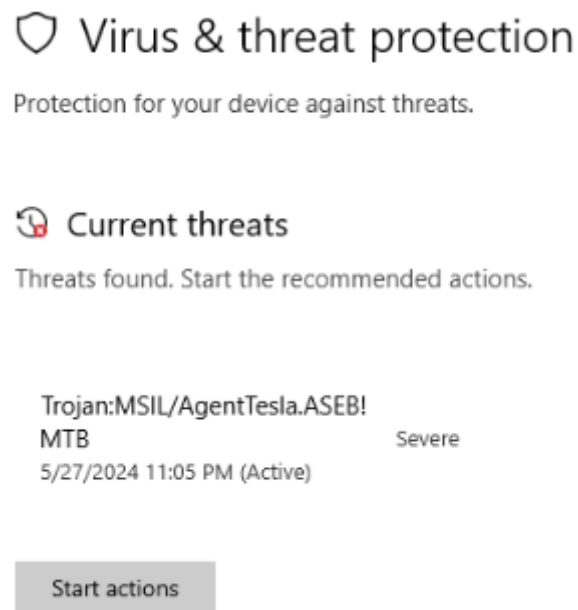 Virus & threat protection
Protection for your device against threats.
Current threats
Threats found. Start the recommended actions.
Trojan:MSIL/AgentTesla.ASEB!
MTB
Severe
5/27/2024 11:05 PM (Active)
Start actions